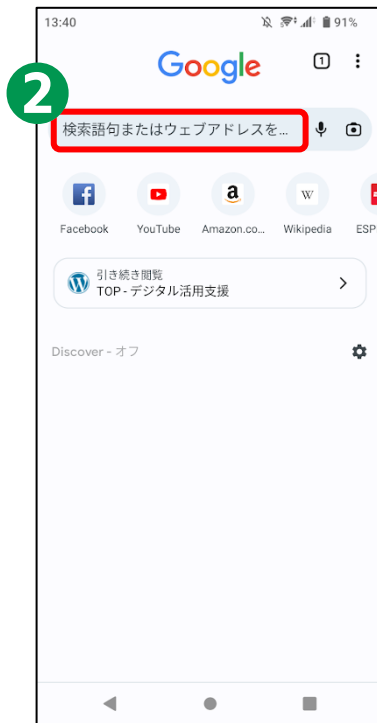 13:40
91%
Google
1
2
検索語句またはウェブアドレスを...
f
a
W
Facebook
YouTube
Amazon.co...
Wikipedia
ESP
引き続き閲覧
TOP - デジタル活用支援
Discover - オフ